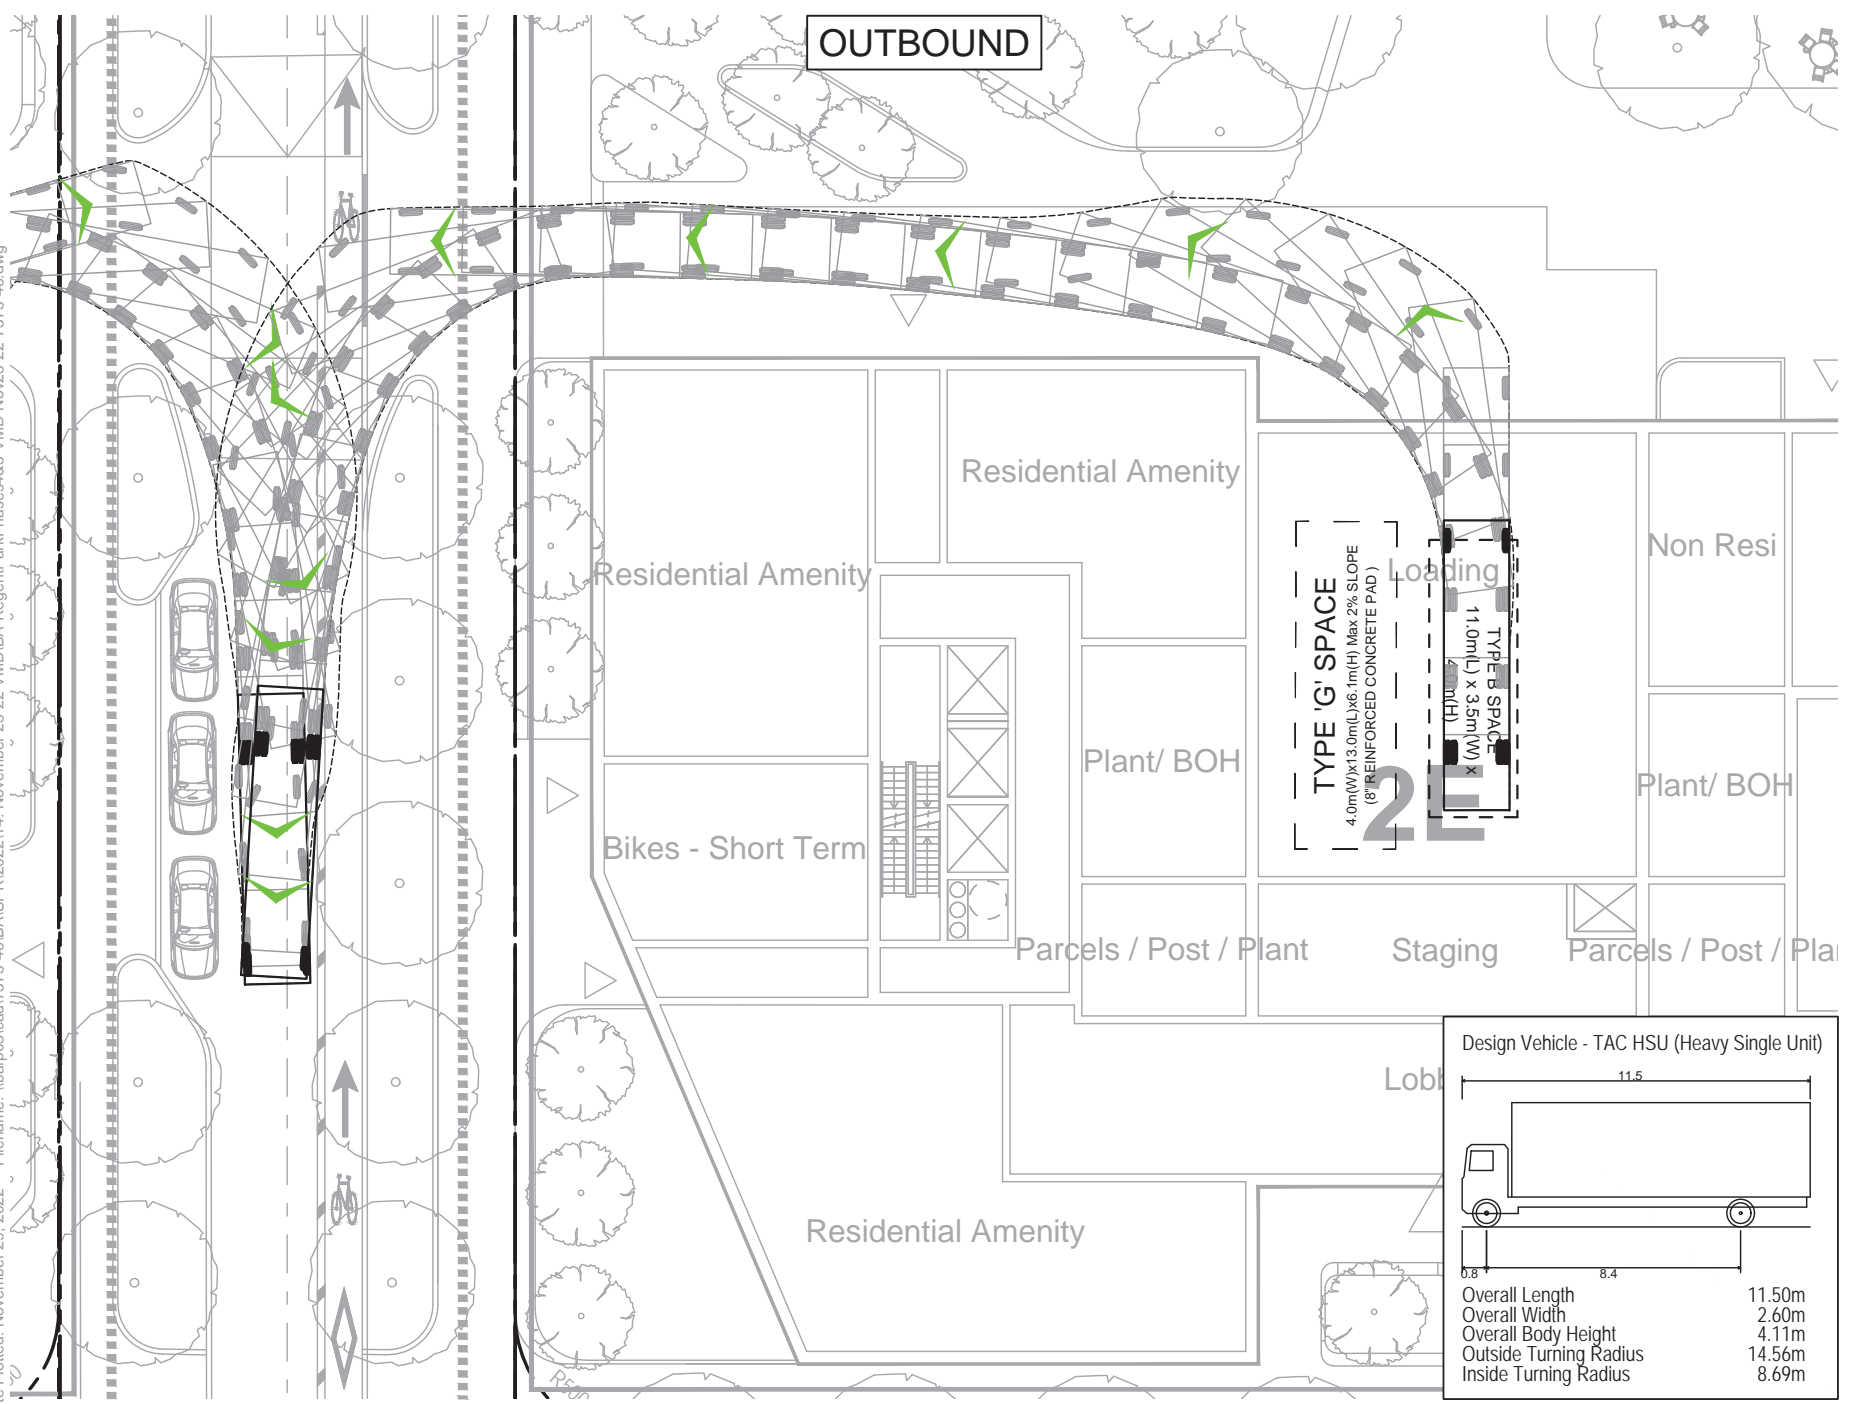 OUTBOUND
Residential Amenity
Residential Amenity
Non Resi
Loading
TYPE 'G' SPACE
4.0m(W)x13.0m(L)x6.1m(H) Max 2% SLOPE
(8" REINFORCED CONCRETE PAD )
TYPE B SPACE
11.0m(L) x 3.5m(W) x
Plant/ BOH
Plant/ BOH
2E
Bikes - Short Term
Parcels / Post / Plant
Staging
Parcels / Post / Plan
Lobb
Residential Amenity
Design Vehicle - TAC HSU (Heavy Single Unit)
11.5
0.8
8.4
Overall Length 11.50m
Overall Width 2.60m
Overall Body Height 4.11m
Outside Turning Radius 14.56m
Inside Turning Radius 8.69m